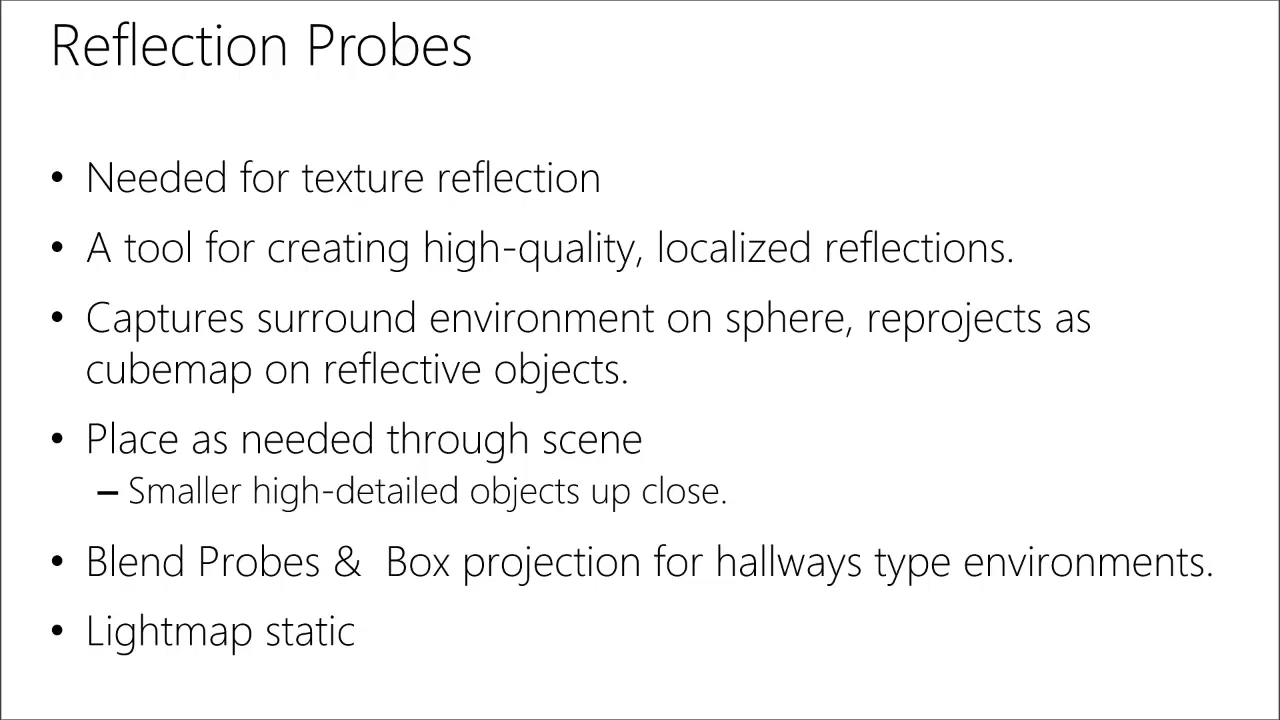 Reflection Probes
• Needed for texture reflection
• A tool for creating high-quality, localized reflections.
• Captures surround environment on sphere, reprojects as
cubemap on reflective objects.
• Place as needed through scene
– Smaller high-detailed objects up close.
• Blend Probes &  Box projection for hallways type environments.
• Lightmap static